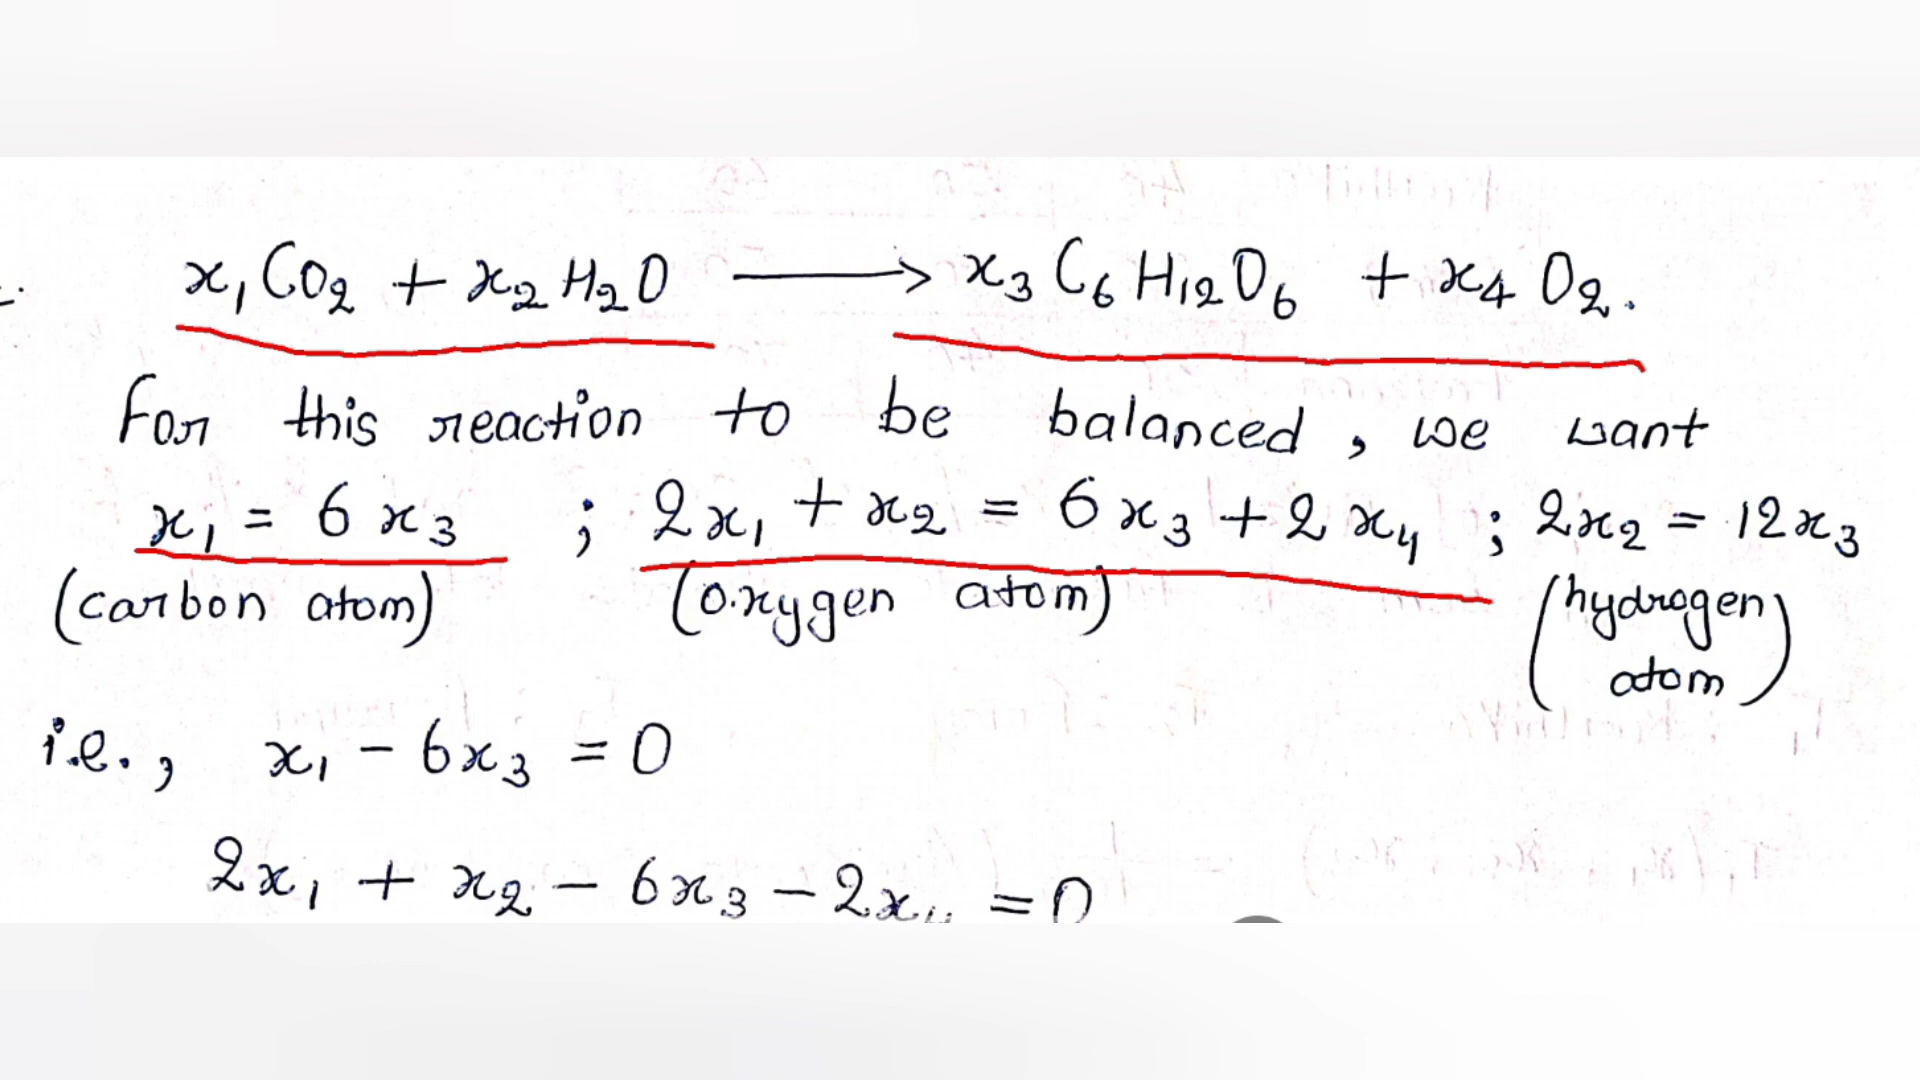 x₁CO₂ + x₂H₂O ⟶ x₃C₆H₁₂O₆ + x₄O₂.
For this reaction to be balanced, we want
x₁ = 6x₃ ; 2x₁ + x₂ = 6x₃ + 2x₄ ; 2x₂ = 12x₃
(carbon atom) (oxygen atom) (hydrogen
atom)
i.e., x₁ - 6x₃ = 0
2x₁ + x₂ - 6x₃ - 2x₄ = 0